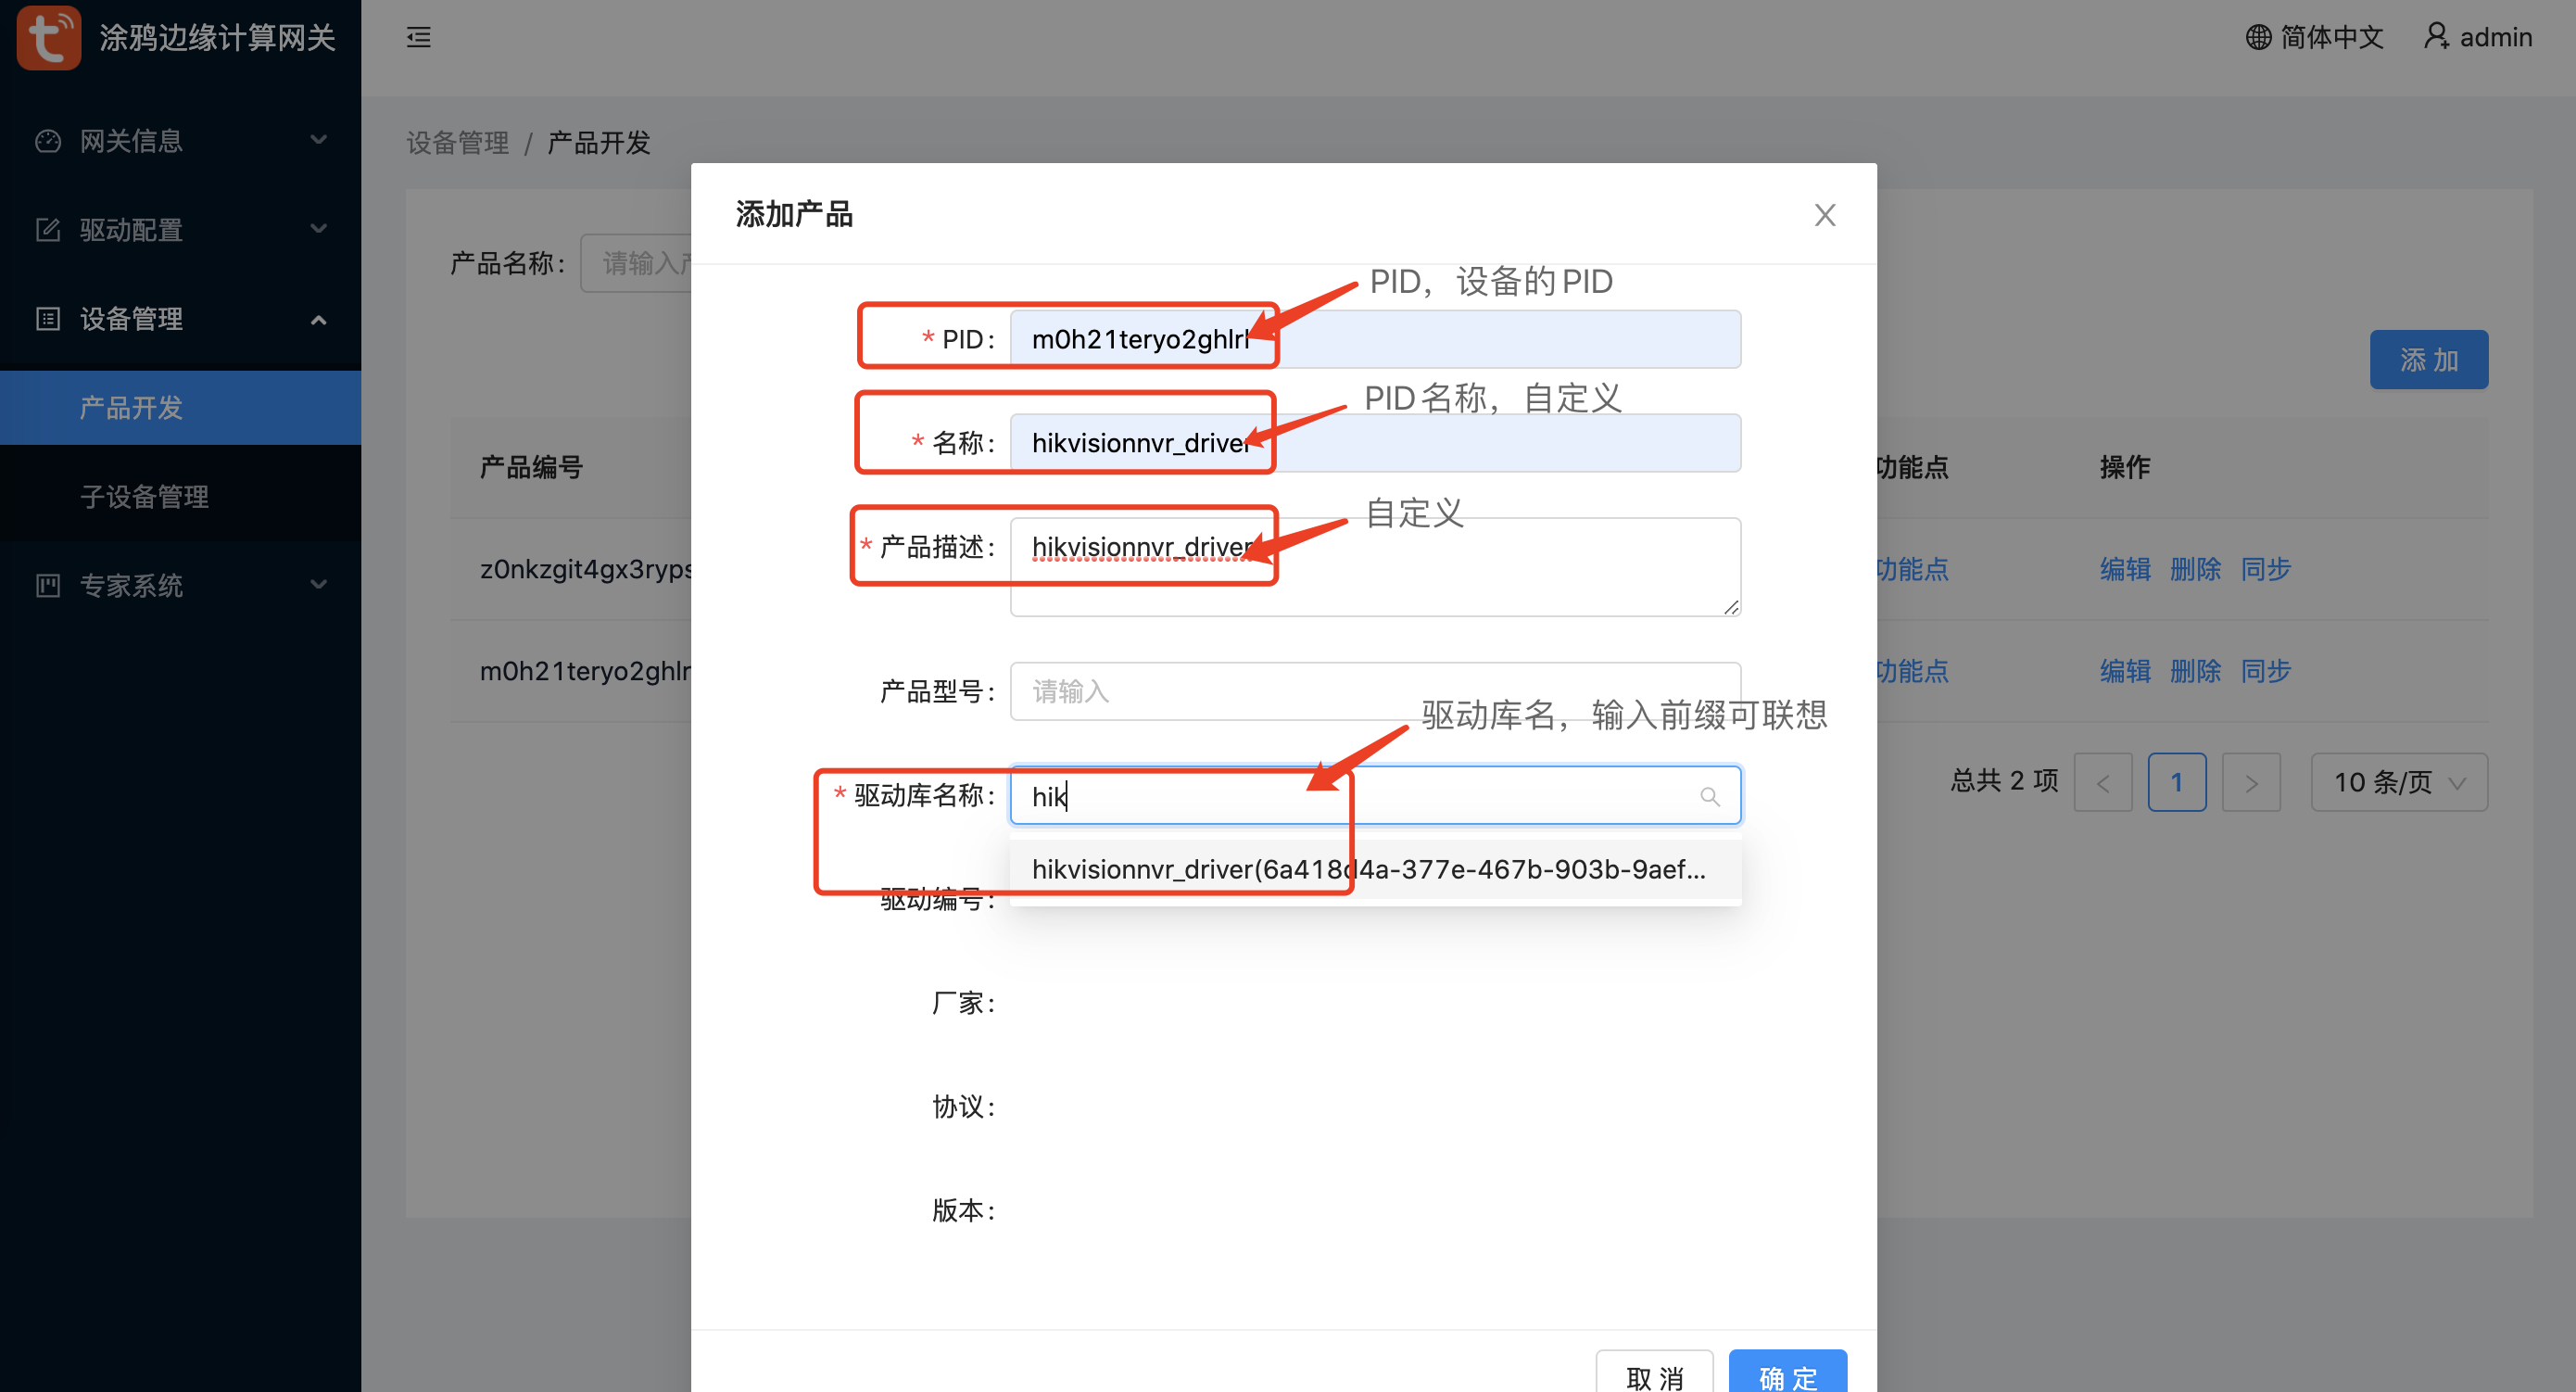 涂鸦边缘计算网关
简体中文
admin
网关信息
驱动配置
设备管理
产品开发
子设备管理
专家系统
设备管理 / 产品开发
产品名称:
请输入
添 加
产品编号
功能点
操作
z0nkzgit4gx3ryps
功能点
编辑 删除 同步
m0h21teryo2ghlr
功能点
编辑 删除 同步
总共 2 项
1
10 条/页
添加产品
PID，设备的PID
* PID:
m0h21teryo2ghlrl
PID名称，自定义
* 名称:
hikvisionnvr_driver
自定义
* 产品描述:
hikvisionnvr_driver
产品型号:
请输入
驱动库名，输入前缀可联想
* 驱动库名称:
hik
hikvisionnvr_driver(6a418d4a-377e-467b-903b-9aef...
驱动编号:
厂家:
协议:
版本:
取 消
确 定